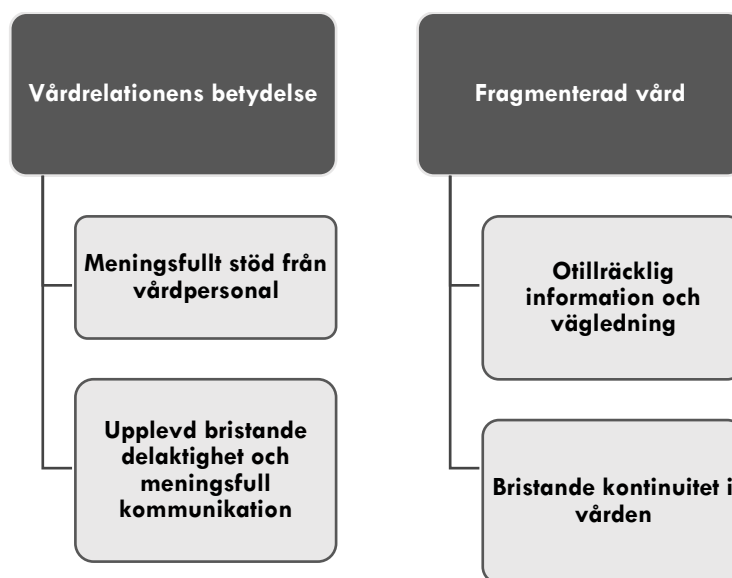 Vårdrelationens betydelse
Meningsfullt stöd från
vårdpersonal
Upplevd bristande
delaktighet och
meningsfull
kommunikation
Fragmenterad vård
Otillräcklig
information och
vägledning
Bristande kontinuitet i
vården